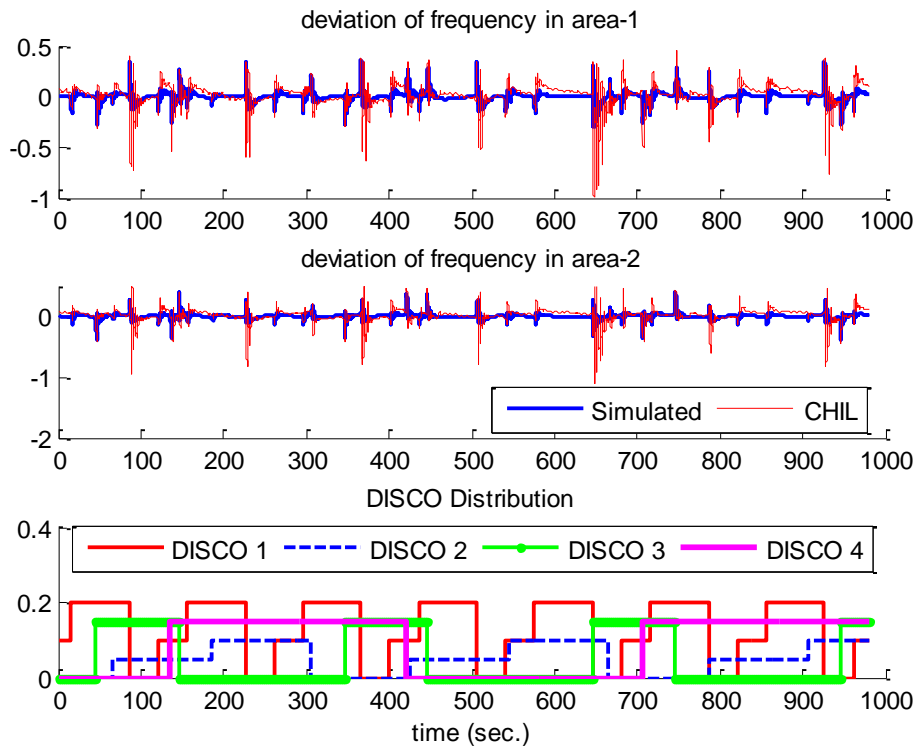 deviation of frequency in area-1
0.5
0
-0.5
-1
0 100 200 300 400 500 600 700 800 900 1000
deviation of frequency in area-2
0
-1
-2
Simulated CHIL
0 100 200 300 400 500 600 700 800 900 1000
DISCO Distribution
0.4
DISCO 1 DISCO 2 DISCO 3 DISCO 4
0.2
0
0 100 200 300 400 500 600 700 800 900 1000
time (sec.)